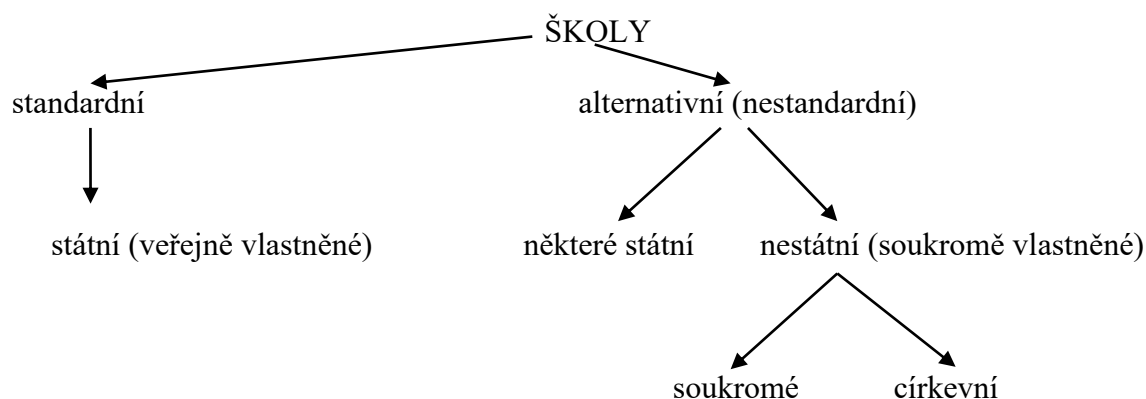 ŠKOLY
standardní alternativní (nestandardní)
státní (veřejně vlastněné) některé státní nestátní (soukromě vlastněné)
soukromé církevní